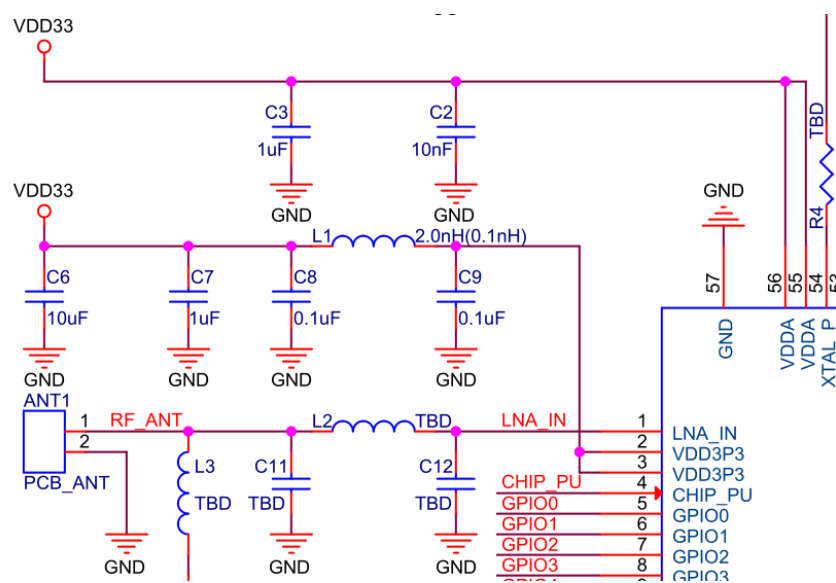 VDD33
C3
1uF
GND
C2
10nF
GND
TBD
R4
GND
VDD33
L1
2.0nH(0.1nH)
C6
10uF
GND
C7
1uF
GND
C8
0.1uF
GND
C9
0.1uF
GND
57
56
55
54
53
GND
VDDA
VDDA
XTAL_P
ANT1
1
2
PCB_ANT
RF_ANT
GND
L3
TBD
GND
C11
TBD
GND
L2
TBD
C12
TBD
GND
LNA_IN
1
LNA_IN
2
VDD3P3
3
VDD3P3
CHIP_PU
4
CHIP_PU
GPIO0
5
GPIO0
GPIO1
6
GPIO1
GPIO2
7
GPIO2
GPIO3
8
GPIO3